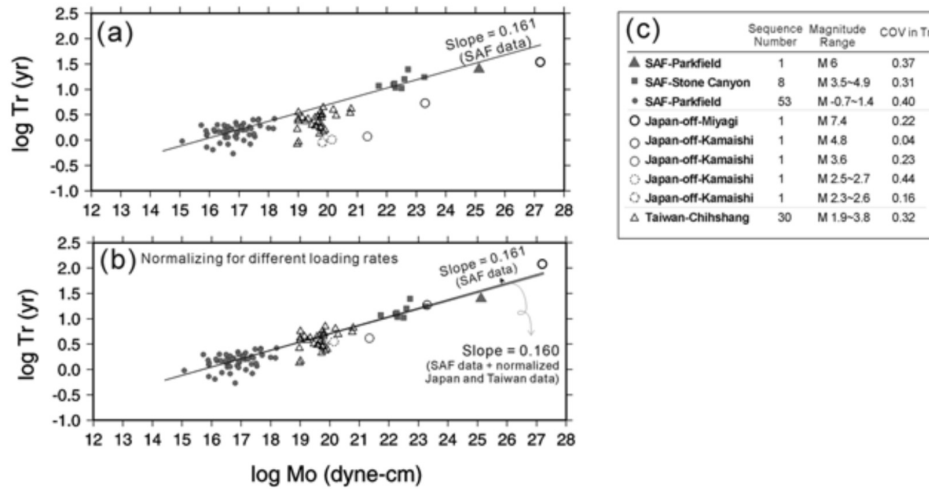 (a)
Slope = 0.161
(SAF data)
log Tr (yr)
2.5
2.0
1.5
1.0
0.5
0.0
-0.5
-1.0
12 13 14 15 16 17 18 19 20 21 22 23 24 25 26 27 28
(b) Normalizing for different loading rates
Slope = 0.161
(SAF data)
Slope = 0.160
(SAF data + normalized
Japan and Taiwan data)
log Tr (yr)
2.5
2.0
1.5
1.0
0.5
0.0
-0.5
-1.0
12 13 14 15 16 17 18 19 20 21 22 23 24 25 26 27 28
log Mo (dyne-cm)
(c) Sequence Number Magnitude Range COV in Tr
SAF-Parkfield 1 M 6 0.37
SAF-Stone Canyon 8 M 3.5~4.9 0.31
SAF-Parkfield 53 M -0.7~1.4 0.40
Japan-off-Miyagi 1 M 7.4 0.22
Japan-off-Kamaishi 1 M 4.8 0.04
Japan-off-Kamaishi 1 M 3.6 0.23
Japan-off-Kamaishi 1 M 2.5~2.7 0.44
Japan-off-Kamaishi 1 M 2.3~2.6 0.16
Taiwan-Chihshang 30 M 1.9~3.8 0.32